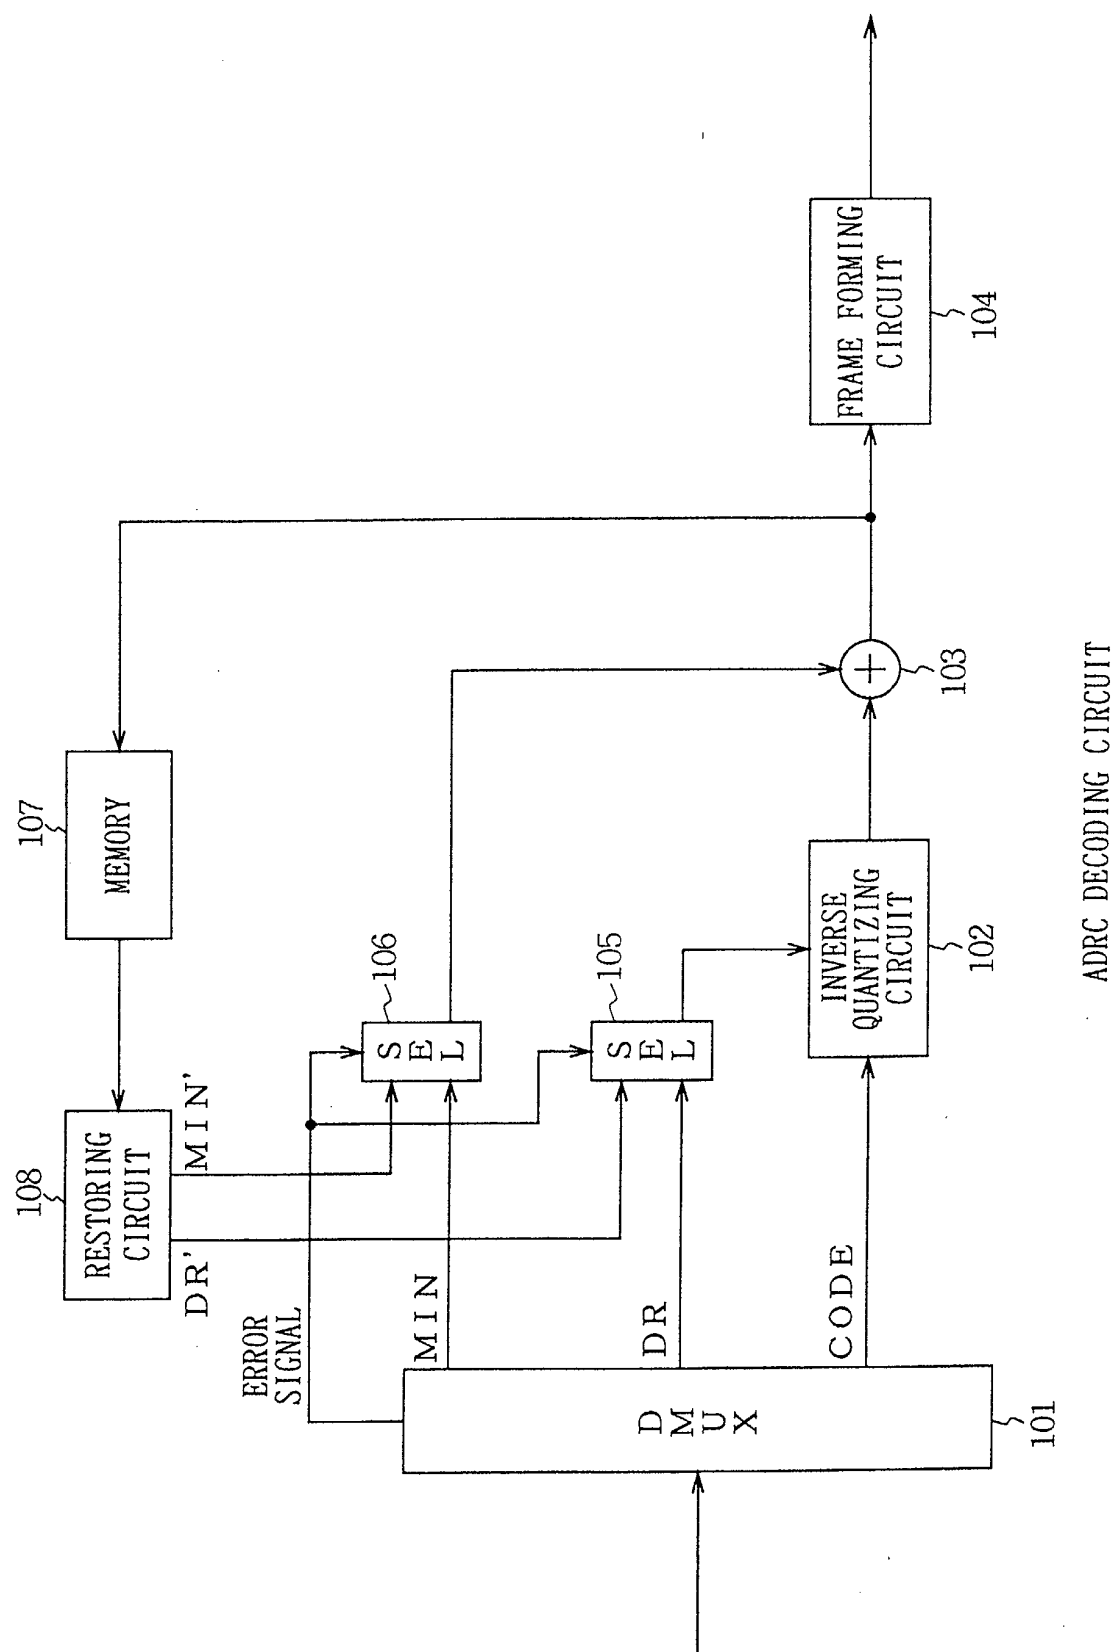 107
MEMORY
108
RESTORING
CIRCUIT
DR'
MIN'
ERROR
SIGNAL
MIN
DR
CODE
DMUX
101
SEL
106
SEL
105
INVERSE
QUANTIZING
CIRCUIT
102
103
FRAME FORMING
CIRCUIT
104
ADRC DECODING CIRCUIT